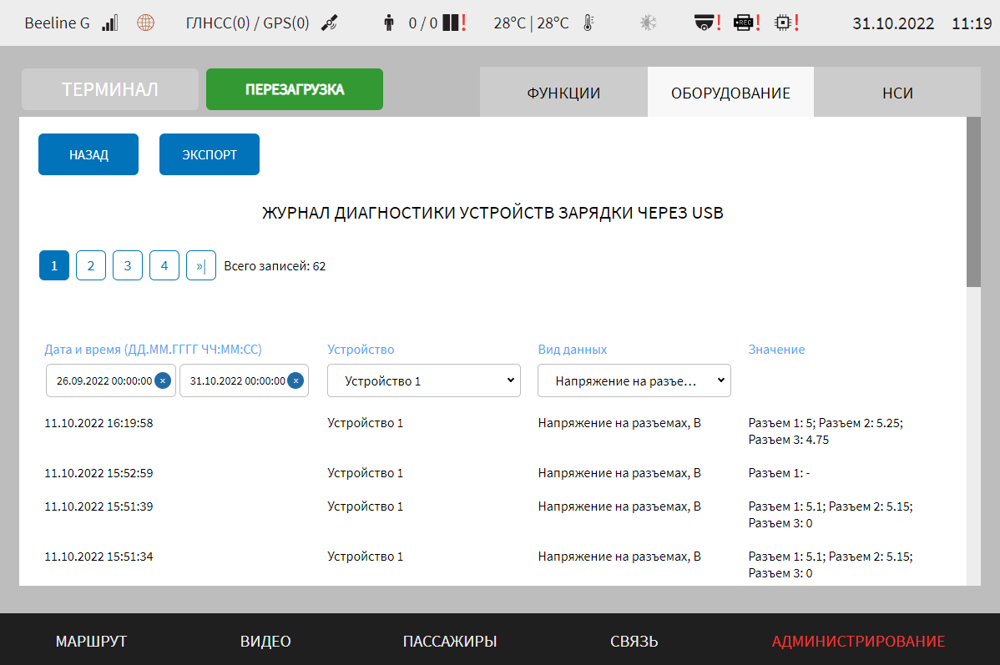 Beeline G ГЛНСС(0) / GPS(0) 0 / 0 ! 28°C | 28°C ! REC ! ! 31.10.2022 11:19
ТЕРМИНАЛ ПЕРЕЗАГРУЗКА ФУНКЦИИ ОБОРУДОВАНИЕ НСИ
НАЗАД ЭКСПОРТ
ЖУРНАЛ ДИАГНОСТИКИ УСТРОЙСТВ ЗАРЯДКИ ЧЕРЕЗ USB
1 2 3 4 »| Всего записей: 62
Дата и время (ДД.ММ.ГГГГ ЧЧ:ММ:СС) Устройство Вид данных Значение
26.09.2022 00:00:00 × 31.10.2022 00:00:00 × Устройство 1 Напряжение на разъе...
11.10.2022 16:19:58 Устройство 1 Напряжение на разъемах, В Разъем 1: 5; Разъем 2: 5.25;
Разъем 3: 4.75
11.10.2022 15:52:59 Устройство 1 Напряжение на разъемах, В Разъем 1: -
11.10.2022 15:51:39 Устройство 1 Напряжение на разъемах, В Разъем 1: 5.1; Разъем 2: 5.15;
Разъем 3: 0
11.10.2022 15:51:34 Устройство 1 Напряжение на разъемах, В Разъем 1: 5.1; Разъем 2: 5.15;
Разъем 3: 0
МАРШРУТ ВИДЕО ПАССАЖИРЫ СВЯЗЬ АДМИНИСТРИРОВАНИЕ